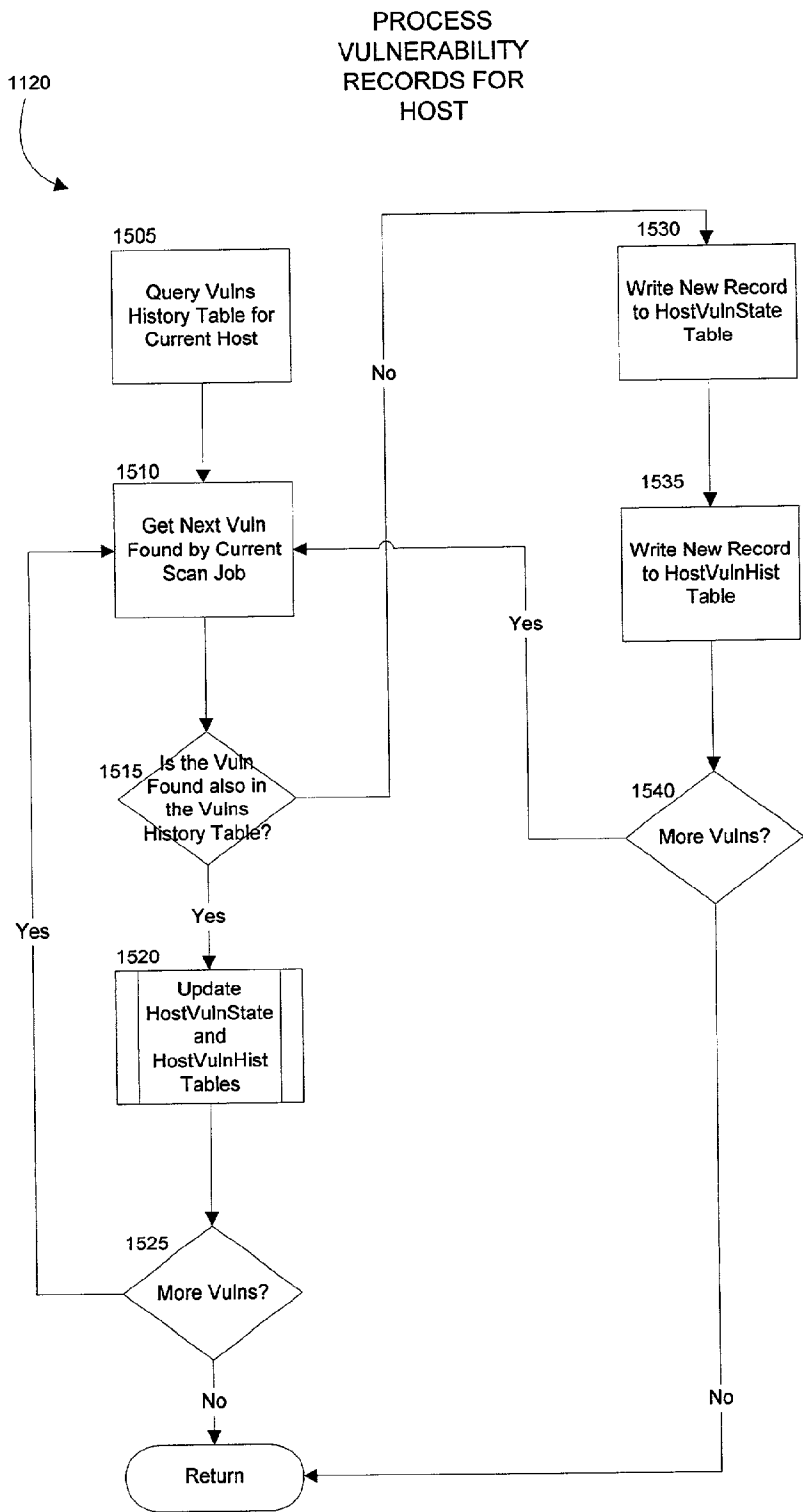 PROCESS
VULNERABILITY
RECORDS FOR
HOST
1120
1505
Query Vulns
History Table for
Current Host
1510
Get Next Vuln
Found by Current
Scan Job
1515
Is the Vuln
Found also in
the Vulns
History Table?
No
Yes
1520
Update
HostVulnState
and
HostVulnHist
Tables
1525
More Vulns?
Yes
No
Return
1530
Write New Record
to HostVulnState
Table
1535
Write New Record
to HostVulnHist
Table
1540
More Vulns?
Yes
No